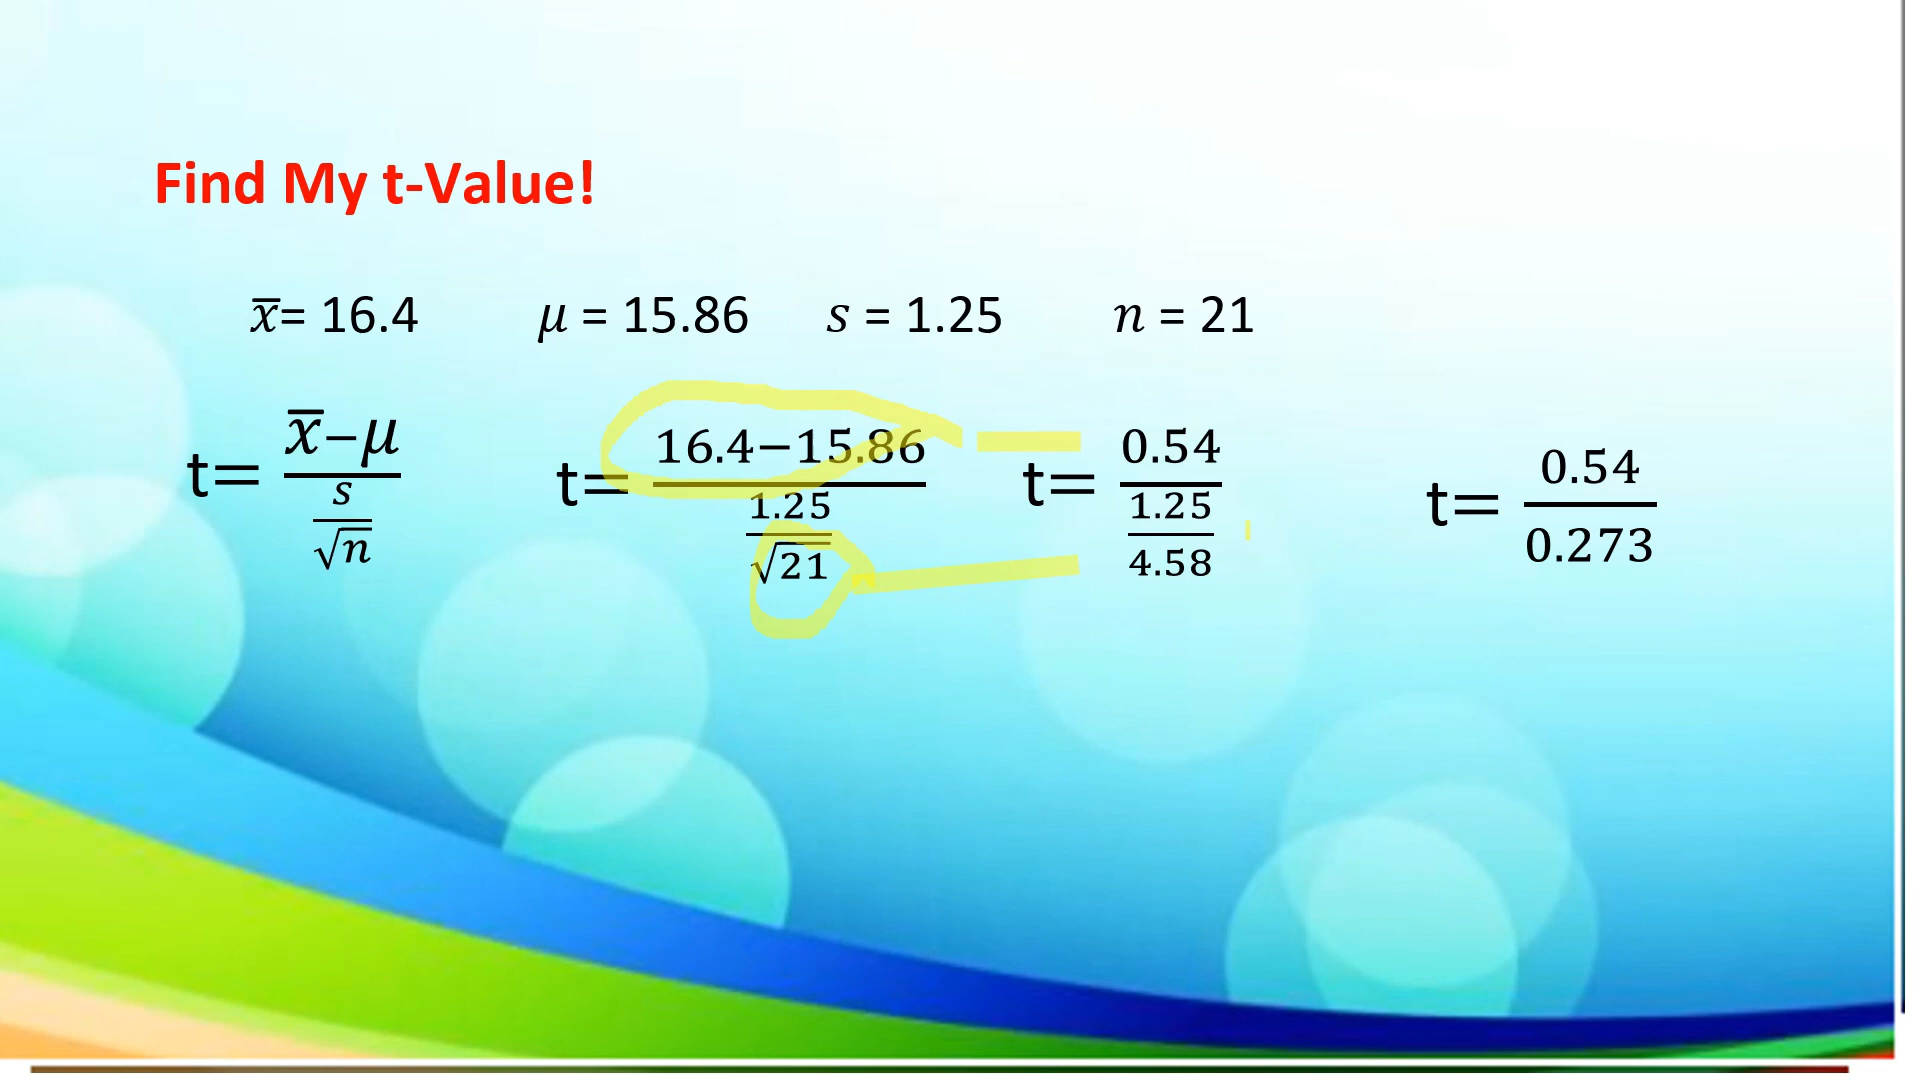 Find My t-Value!
x̅= 16.4 μ = 15.86 s = 1.25 n = 21
t= (x̅−μ)/(s/√n) t= (16.4−15.86)/(1.25/√21) t= 0.54/(1.25/4.58) t= 0.54/0.273